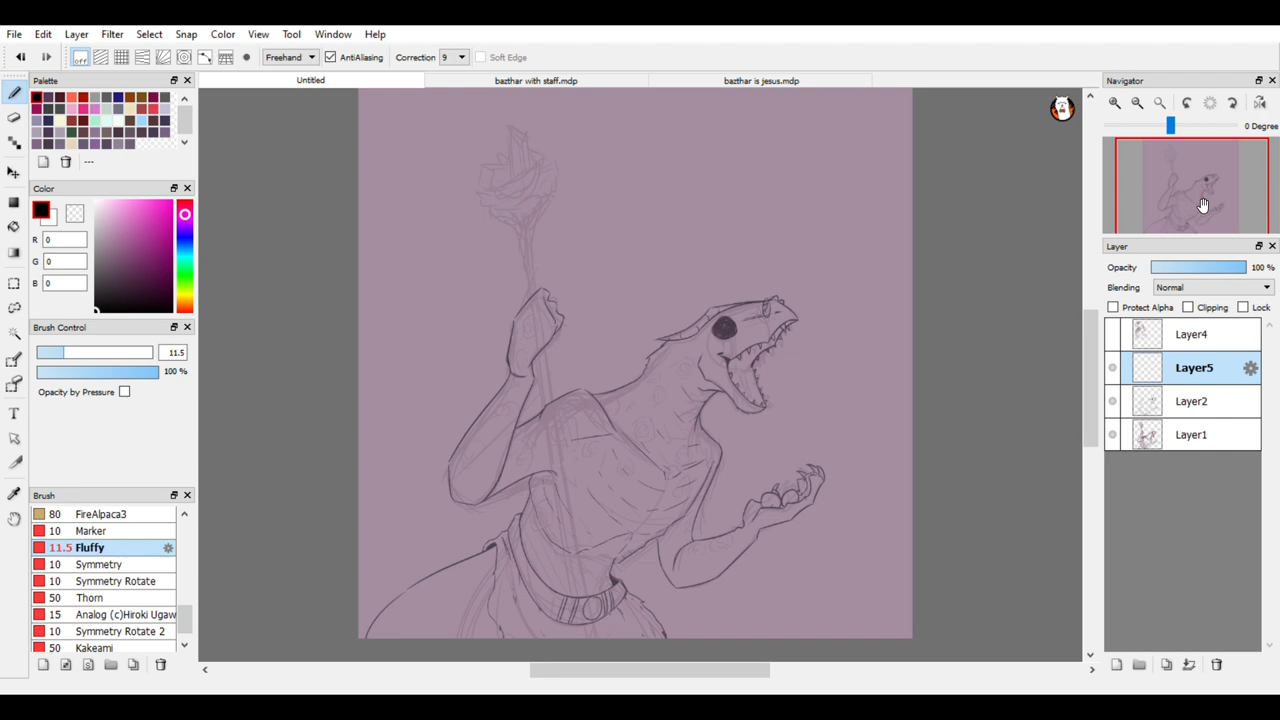 File Edit Layer Filter Select Snap Color View Tool Window Help
off Freehand AntiAliasing Correction 9 Soft Edge
Palette
Untitled bazthar with staff.mdp bazthar is jesus.mdp
Navigator
0 Degree
---
Color
R 0
G 0
B 0
Brush Control
11.5
100 %
Opacity by Pressure
Brush
80 FireAlpaca3
10 Marker
11.5 Fluffy
10 Symmetry
10 Symmetry Rotate
50 Thorn
15 Analog (c)Hiroki Ugaw
10 Symmetry Rotate 2
50 Kakeami
Layer
Opacity 100 %
Blending Normal
Protect Alpha Clipping Lock
Layer4
Layer5
Layer2
Layer1